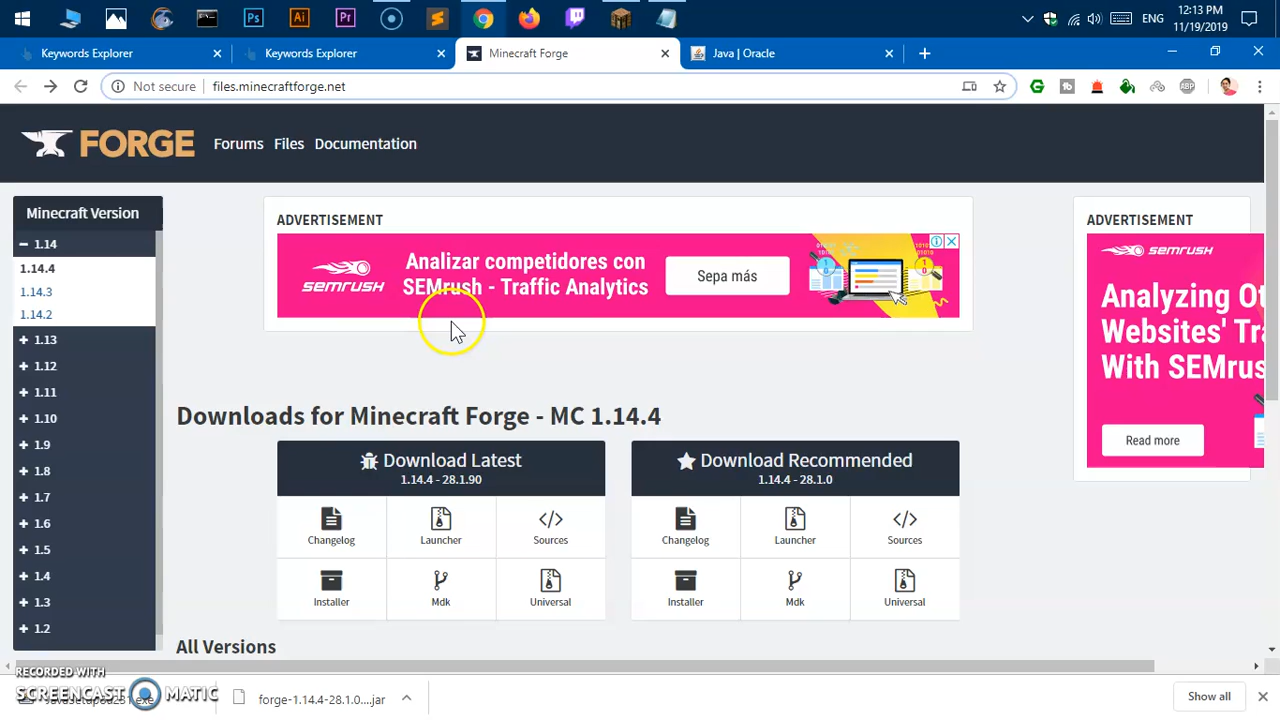 Ps
Ai
Pr
ENG
12:13 PM
11/19/2019
Keywords Explorer
Keywords Explorer
Minecraft Forge
Java | Oracle
Not secure
files.minecraftforge.net
ABP
FORGE
Forums
Files
Documentation
Minecraft Version
1.14
1.14.4
1.14.3
1.14.2
1.13
1.12
1.11
1.10
1.9
1.8
1.7
1.6
1.5
1.4
1.3
1.2
ADVERTISEMENT
semrush
Analizar competidores con
SEMrush - Traffic Analytics
Sepa más
ADVERTISEMENT
semrush
Analyzing Ot
Websites' Tra
With SEMrus
Read more
Downloads for Minecraft Forge - MC 1.14.4
Download Latest
1.14.4 - 28.1.90
Changelog
Launcher
Sources
Installer
Mdk
Universal
Download Recommended
1.14.4 - 28.1.0
Changelog
Launcher
Sources
Installer
Mdk
Universal
All Versions
RECORDED WITH
SCREENCAST MATIC
forge-1.14.4-28.1.0....jar
Show all